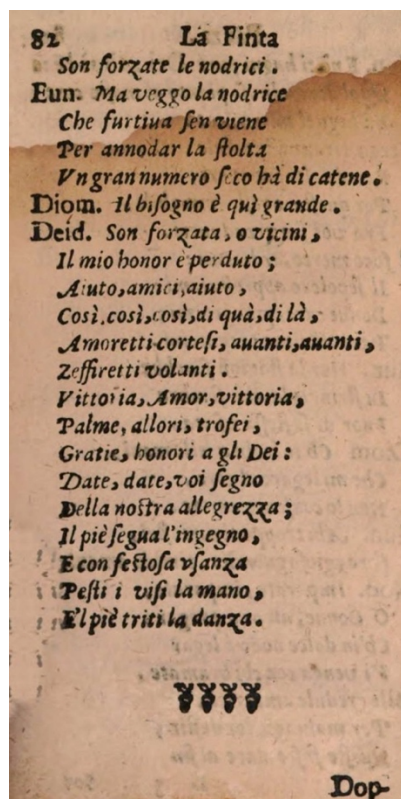 82 La Finta
Son forzate le nodrici.
Eun. Ma veggo la nodrice
Che furtiua ſen viene
Per annodar la ſtolta
Vn gran numero ſeco hà di catene.
Diom. Il biſogno è quì grande.
Deid. Son forzata, o vicini,
Il mio honor è perduto;
Aiuto, amici, aiuto,
Così, così, così, di quà, di là,
Amoretti corteſi, auanti, auanti,
Zeffiretti volanti.
Vittoria, Amor, vittoria,
Palme, allori, trofei,
Gratie, honori a gli Dei:
Date, date, voi ſegno
Della noſtra allegrezza;
Il piè ſegua l'ingegno,
E con feſtoſa vſanza
Peſti i viſi la mano,
E'l piè triti la danza.
Dop-